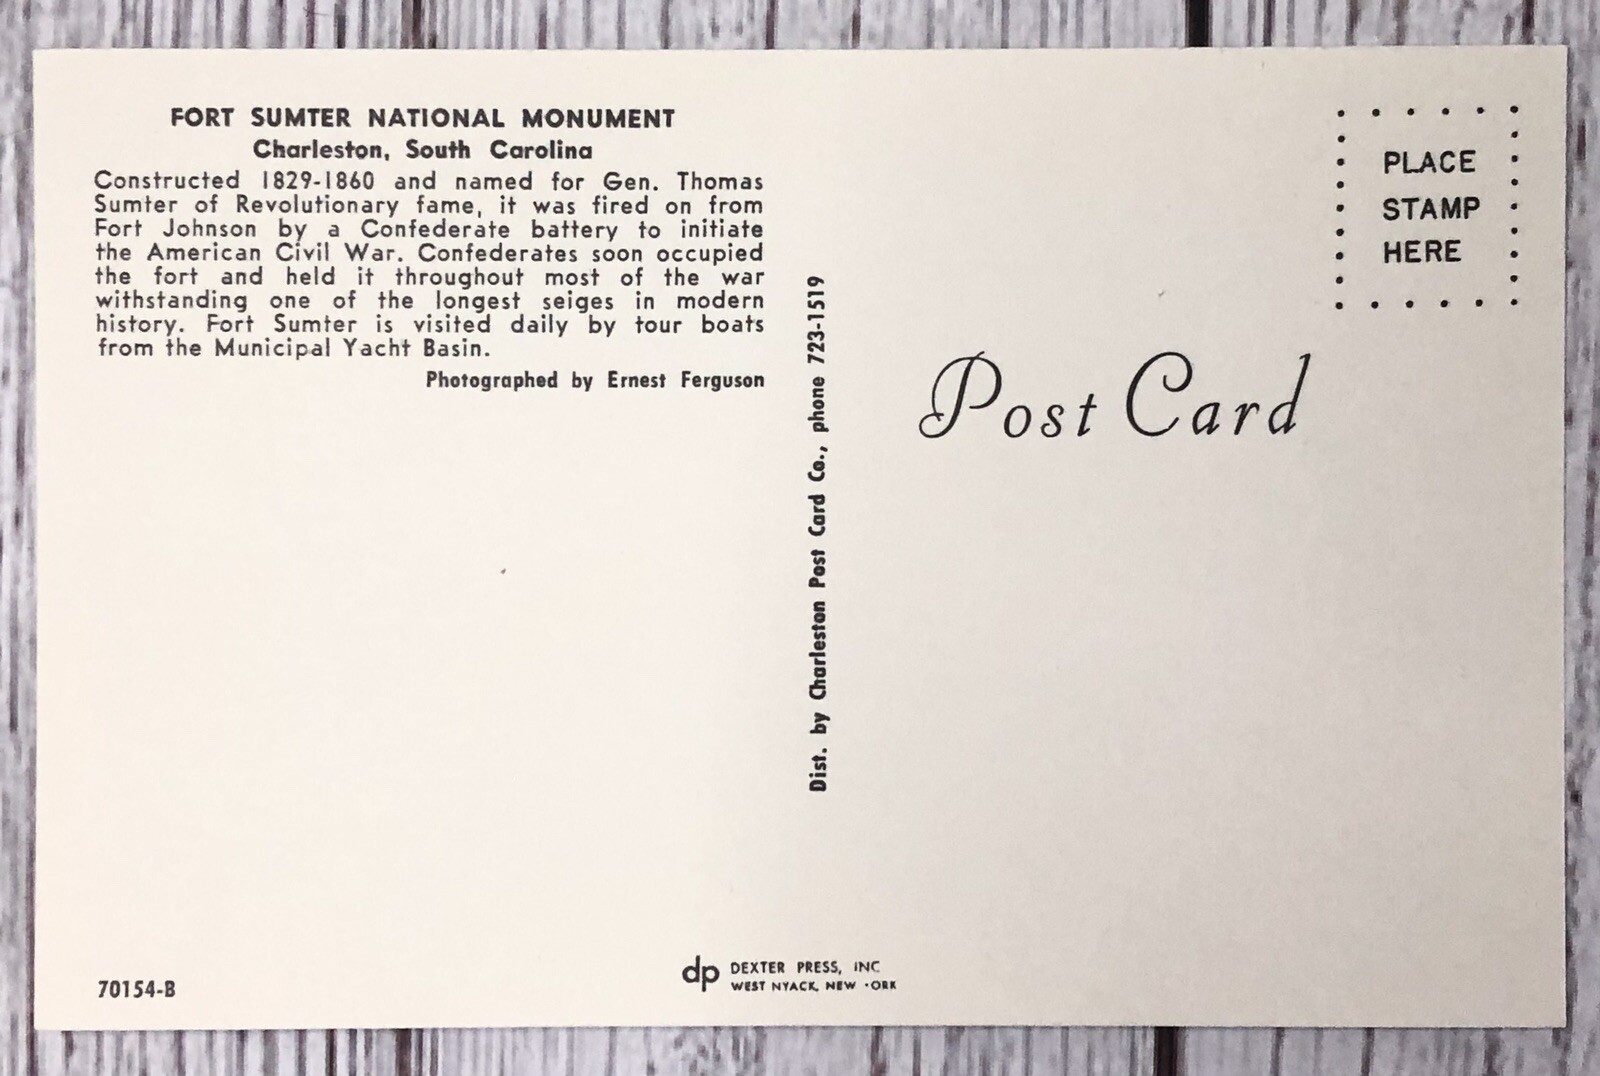 FORT SUMTER NATIONAL MONUMENT
Charleston, South Carolina
Constructed 1829-1860 and named for Gen. Thomas
Sumter of Revolutionary fame, it was fired on from
Fort Johnson by a Confederate battery to initiate
the American Civil War. Confederates soon occupied
the fort and held it throughout most of the war
withstanding one of the longest seiges in modern
history. Fort Sumter is visited daily by tour boats
from the Municipal Yacht Basin.
Photographed by Ernest Ferguson
Dist. by Charleston Post Card Co., phone 723-1519
PLACE
STAMP
HERE
Post Card
70154-B
dp
DEXTER PRESS, INC
WEST NYACK, NEW ·ORK